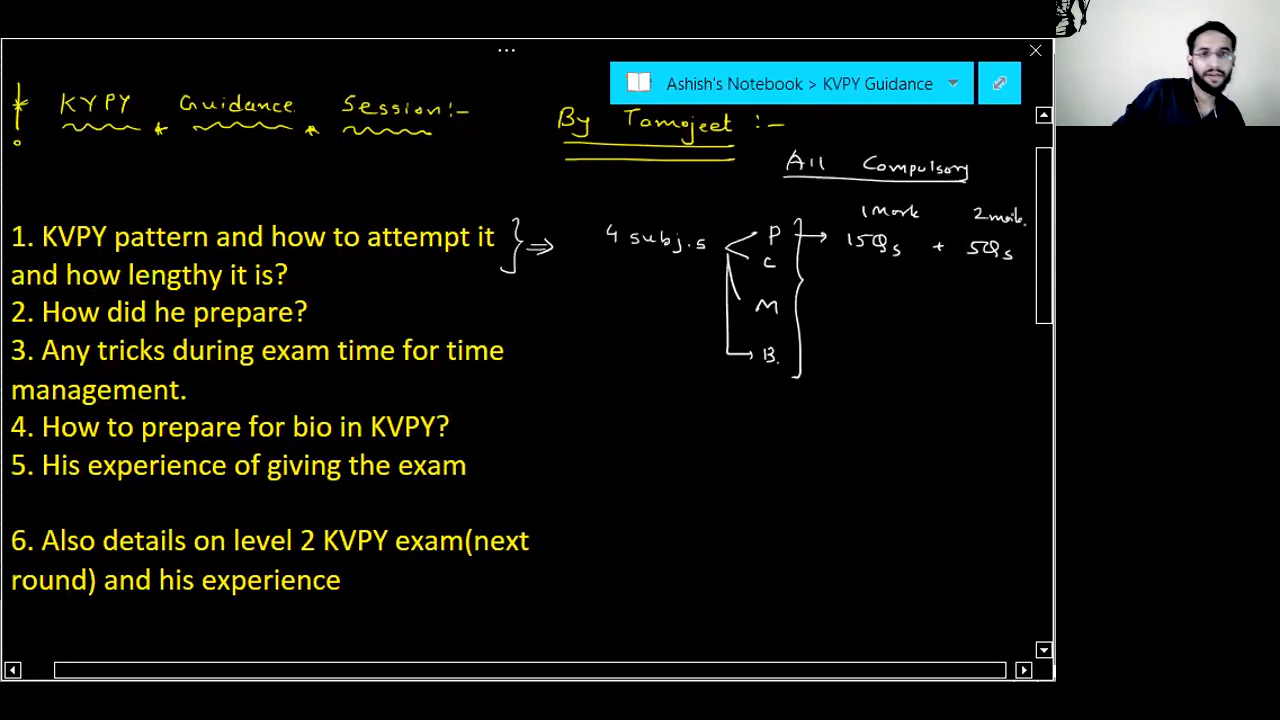 Ashish's Notebook > KVPY Guidance
KVPY Guidance Session:-
By Tamojeet :-
All Compulsory
1 Mark 2 mark.
1. KVPY pattern and how to attempt it
and how lengthy it is?
4 subj.s P 15Qs + 5Qs
C
M
B.
2. How did he prepare?
3. Any tricks during exam time for time
management.
4. How to prepare for bio in KVPY?
5. His experience of giving the exam
6. Also details on level 2 KVPY exam(next
round) and his experience